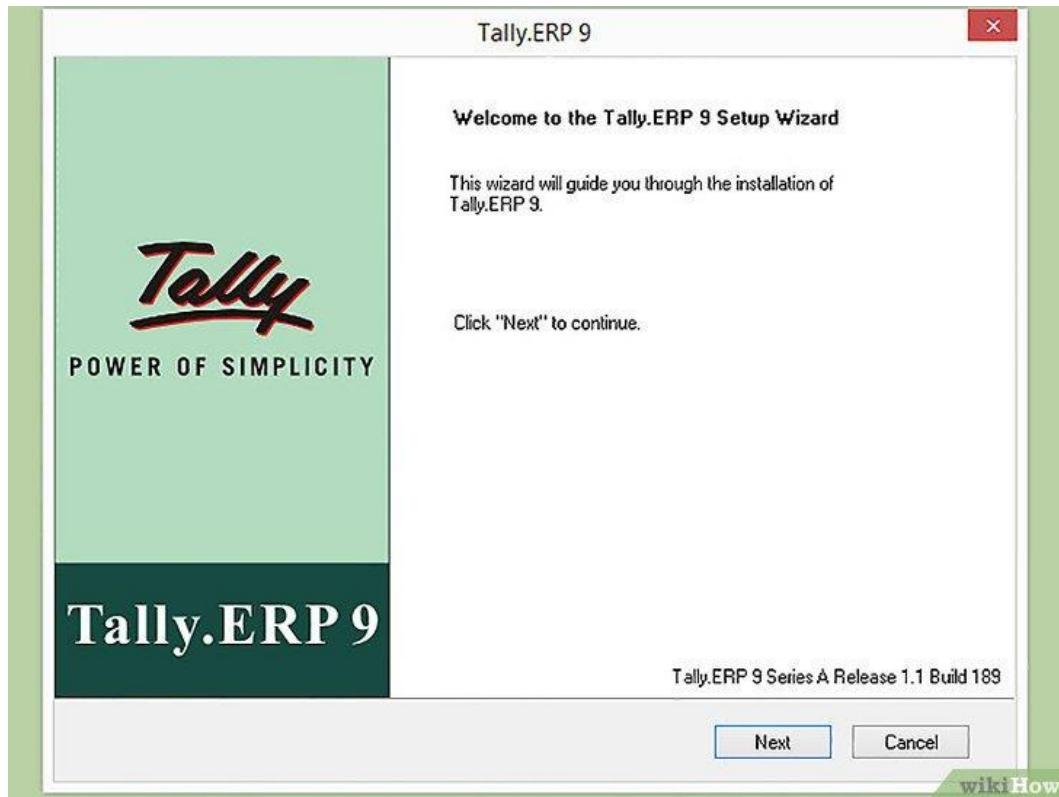 Tally.ERP 9
Welcome to the Tally.ERP 9 Setup Wizard
This wizard will guide you through the installation of
Tally.ERP 9.
Tally
POWER OF SIMPLICITY
Click "Next" to continue.
Tally.ERP 9
Tally.ERP 9 Series A Release 1.1 Build 189
Next
Cancel
wikiHow